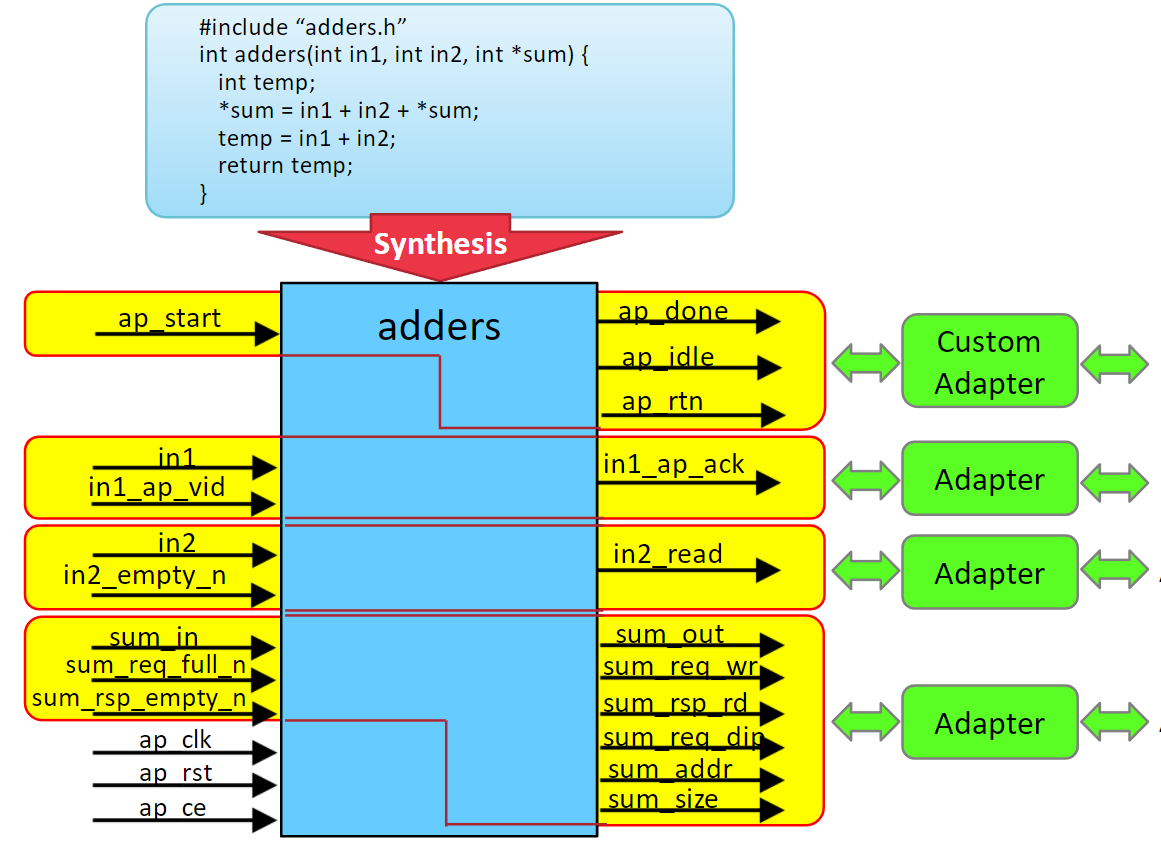 #include “adders.h”
int adders(int in1, int in2, int *sum) {
int temp;
*sum = in1 + in2 + *sum;
temp = in1 + in2;
return temp;
}
Synthesis
adders
ap_start
ap_done
ap_idle
ap_rtn
Custom
Adapter
in1
in1_ap_vid
in1_ap_ack
Adapter
in2
in2_empty_n
in2_read
Adapter
sum_in
sum_req_full_n
sum_rsp_empty_n
sum_out
sum_req_wr
sum_rsp_rd
sum_req_dip
sum_addr
sum_size
Adapter
ap_clk
ap_rst
ap_ce